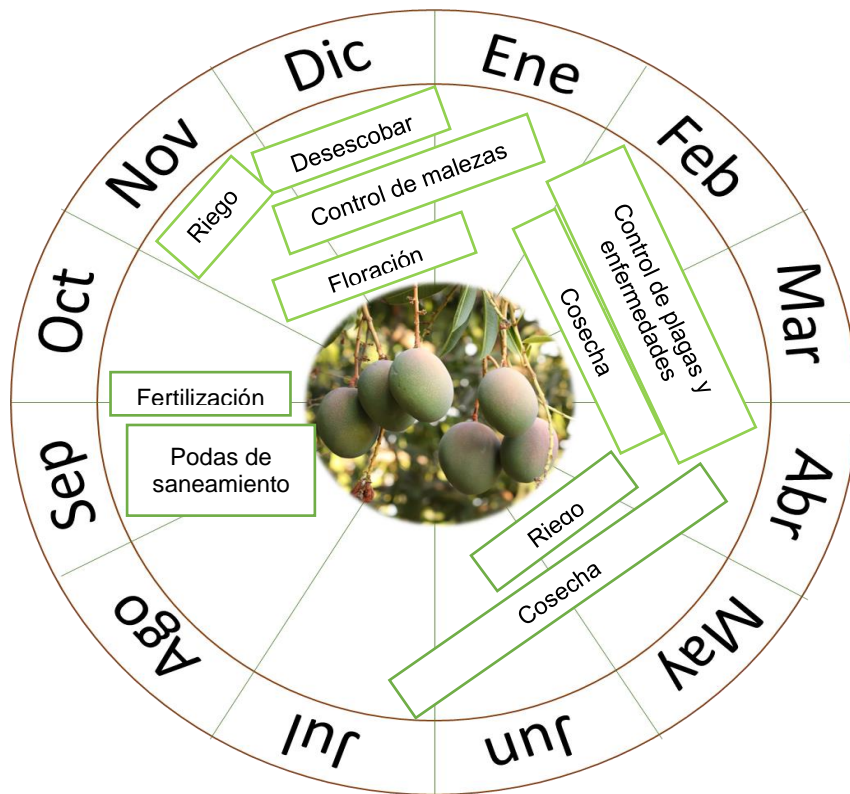 Ene
Feb
Mar
Abr
May
Jun
Jul
Ago
Sep
Oct
Nov
Dic
Desescobar
Control de malezas
Floración
Riego
Control de plagas y
enfermedades
Cosecha
Riego
Cosecha
Fertilización
Podas de
saneamiento